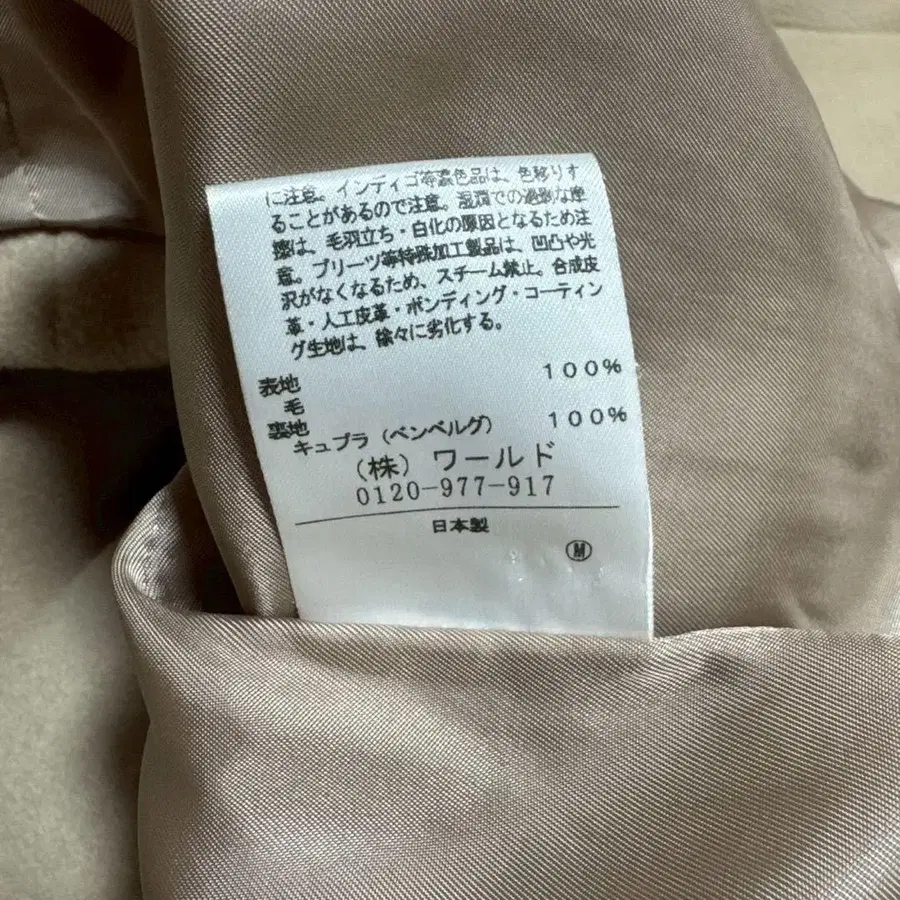 に注意。インディゴ等濃色品は、色移りす
ることがあるので注意。湿潤での過度な摩
擦は、毛羽立ち・白化の原因となるため注
意。プリーツ等特殊加工製品は、凹凸や光
沢がなくなるため、スチーム禁止。合成皮
革・人工皮革・ボンディング・コーティン
グ生地は、徐々に劣化する。
表地
毛 100%
裏地
キュプラ(ベンベルグ) 100%
(株) ワールド
0120-977-917
日本製
M